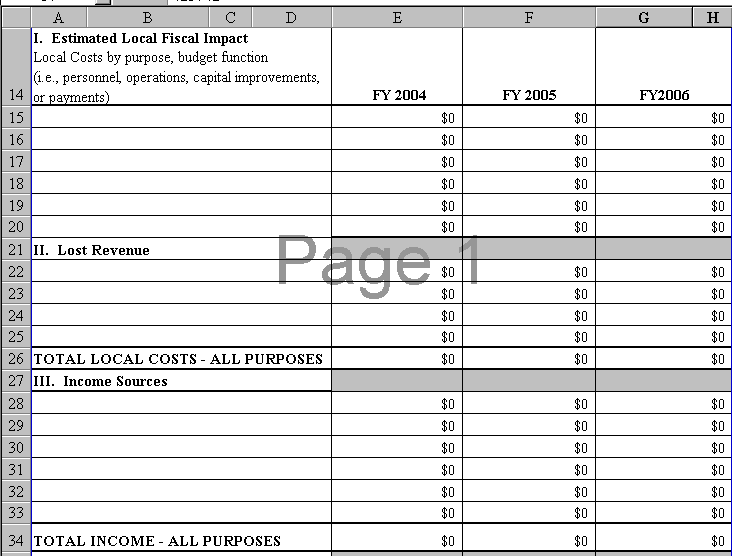 A B C D E F G H
I. Estimated Local Fiscal Impact
Local Costs by purpose, budget function
(i.e., personnel, operations, capital improvements,
14 or payments) FY 2004 FY 2005 FY2006
15 $0 $0 $0
16 $0 $0 $0
17 $0 $0 $0
18 $0 $0 $0
19 $0 $0 $0
20 $0 $0 $0
21 II. Lost Revenue
Page 1
22 $0 $0 $0
23 $0 $0 $0
24 $0 $0 $0
25 $0 $0 $0
26 TOTAL LOCAL COSTS - ALL PURPOSES $0 $0 $0
27 III. Income Sources
28 $0 $0 $0
29 $0 $0 $0
30 $0 $0 $0
31 $0 $0 $0
32 $0 $0 $0
33 $0 $0 $0
34 TOTAL INCOME - ALL PURPOSES $0 $0 $0